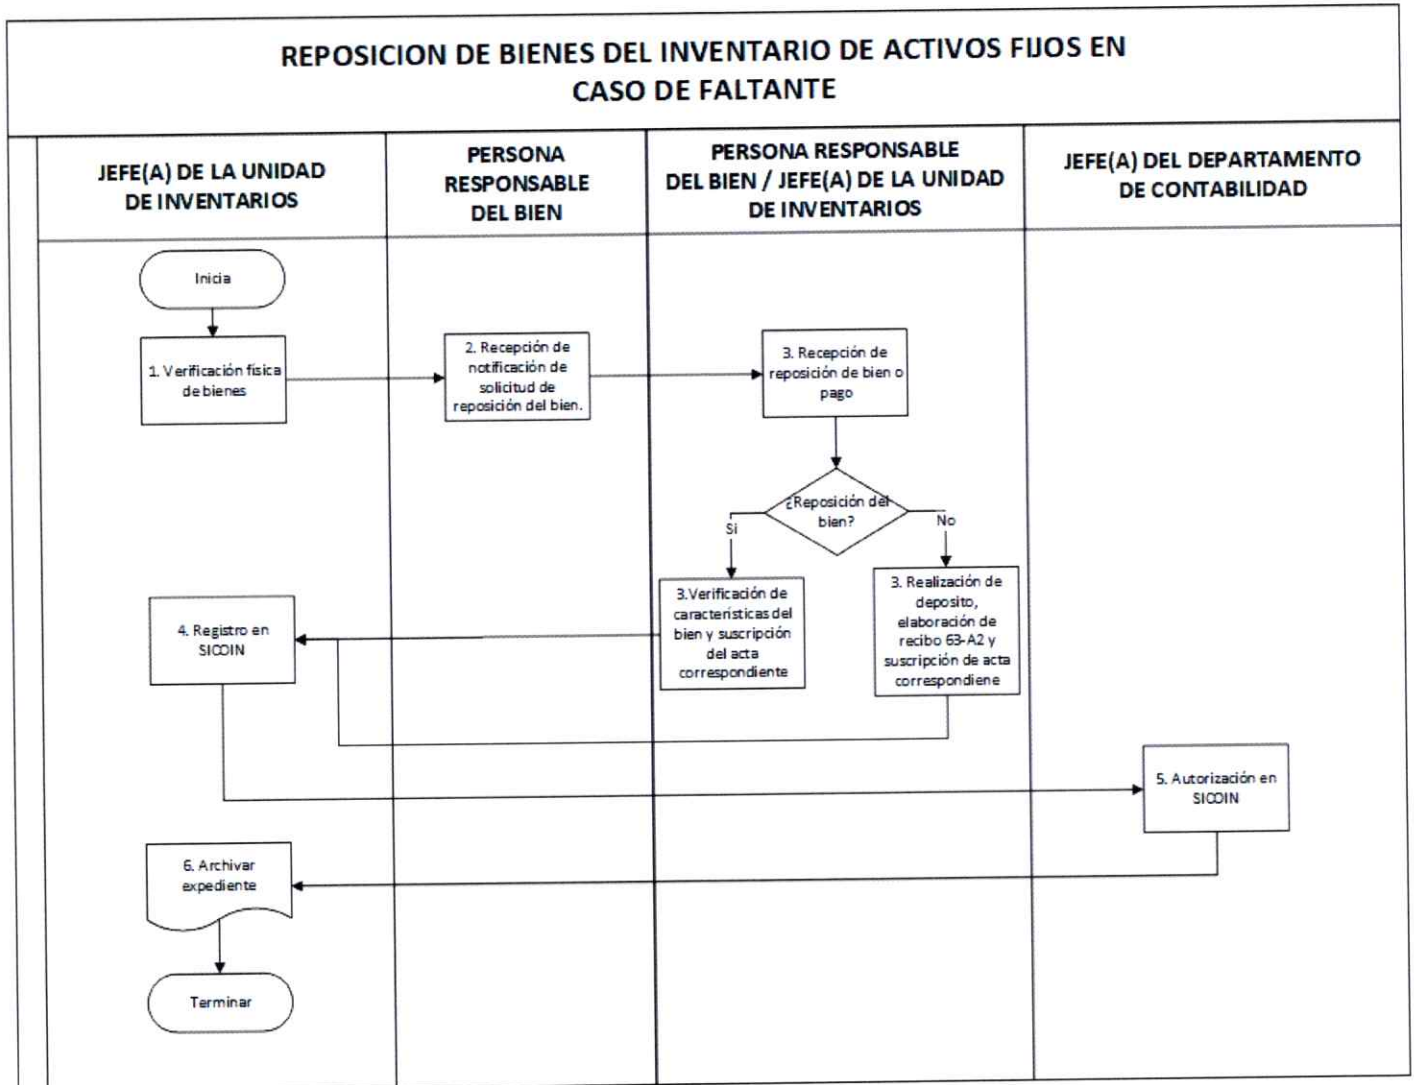 REPOSICION DE BIENES DEL INVENTARIO DE ACTIVOS FIJOS EN
CASO DE FALTANTE
JEFE(A) DE LA UNIDAD
DE INVENTARIOS
PERSONA
RESPONSABLE
DEL BIEN
PERSONA RESPONSABLE
DEL BIEN / JEFE(A) DE LA UNIDAD
DE INVENTARIOS
JEFE(A) DEL DEPARTAMENTO
DE CONTABILIDAD
Inicia
1. Verificación física
de bienes
2. Recepción de
notificación de
solicitud de
reposición del bien.
3. Recepción de
reposición de bien o
pago
¿Reposición del
bien?
Si
No
3.Verificación de
características del
bien y suscripción
del acta
correspondiente
3. Realización de
deposito,
elaboración de
recibo 63-A2 y
suscripción de acta
correspondiene
4. Registro en
SICOIN
5. Autorización en
SICOIN
6. Archivar
expediente
Terminar